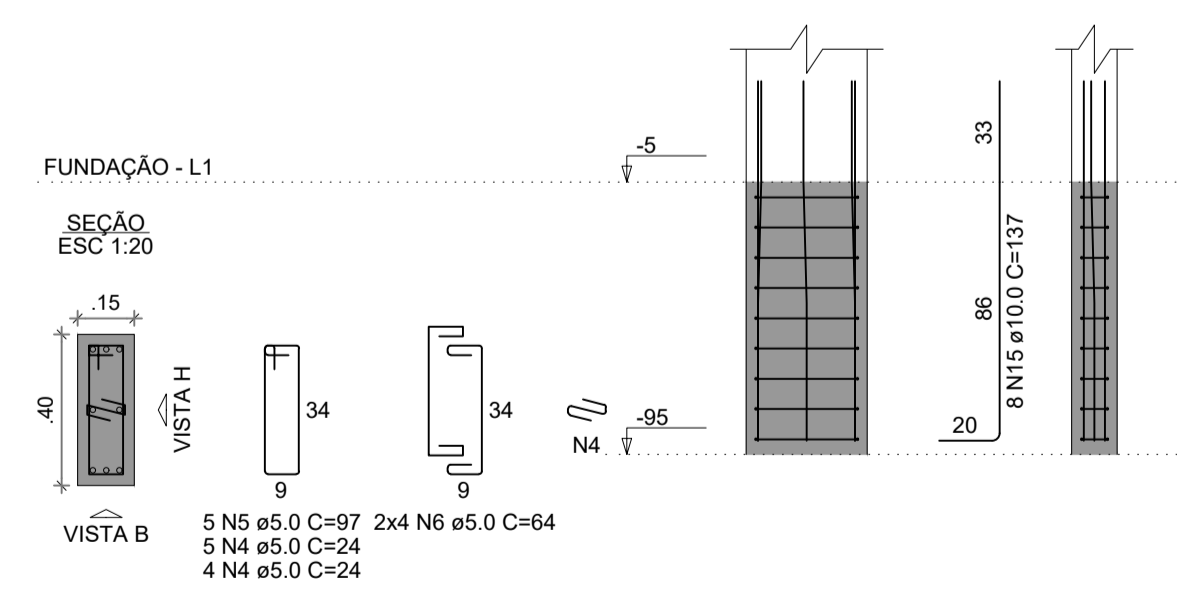 FUNDAÇÃO - L1
-5
33
SEÇÃO
ESC 1:20
.15
.40
VISTA H
VISTA B
34
9
34
9
N4
-95
86
20
8 N15 ø10.0 C=137
5 N5 ø5.0 C=97
2x4 N6 ø5.0 C=64
5 N4 ø5.0 C=24
4 N4 ø5.0 C=24